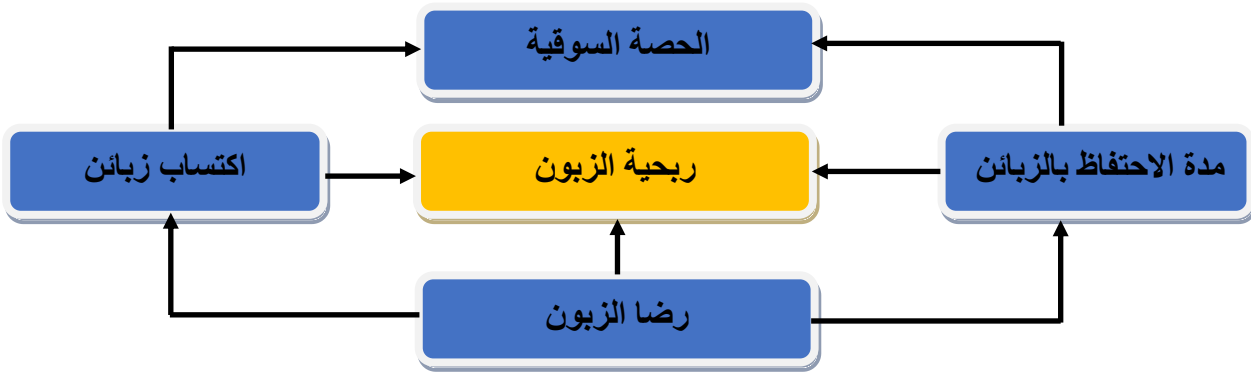 الحصة السوقية
مدة الاحتفاظ بالزبائن
ربحية الزبون
اكتساب زبائن
رضا الزبون